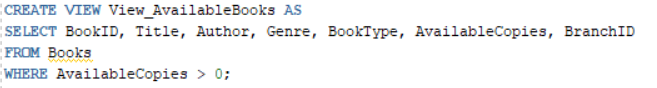 CREATE VIEW View_AvailableBooks AS
SELECT BookID, Title, Author, Genre, BookType, AvailableCopies, BranchID
FROM Books
WHERE AvailableCopies > 0;